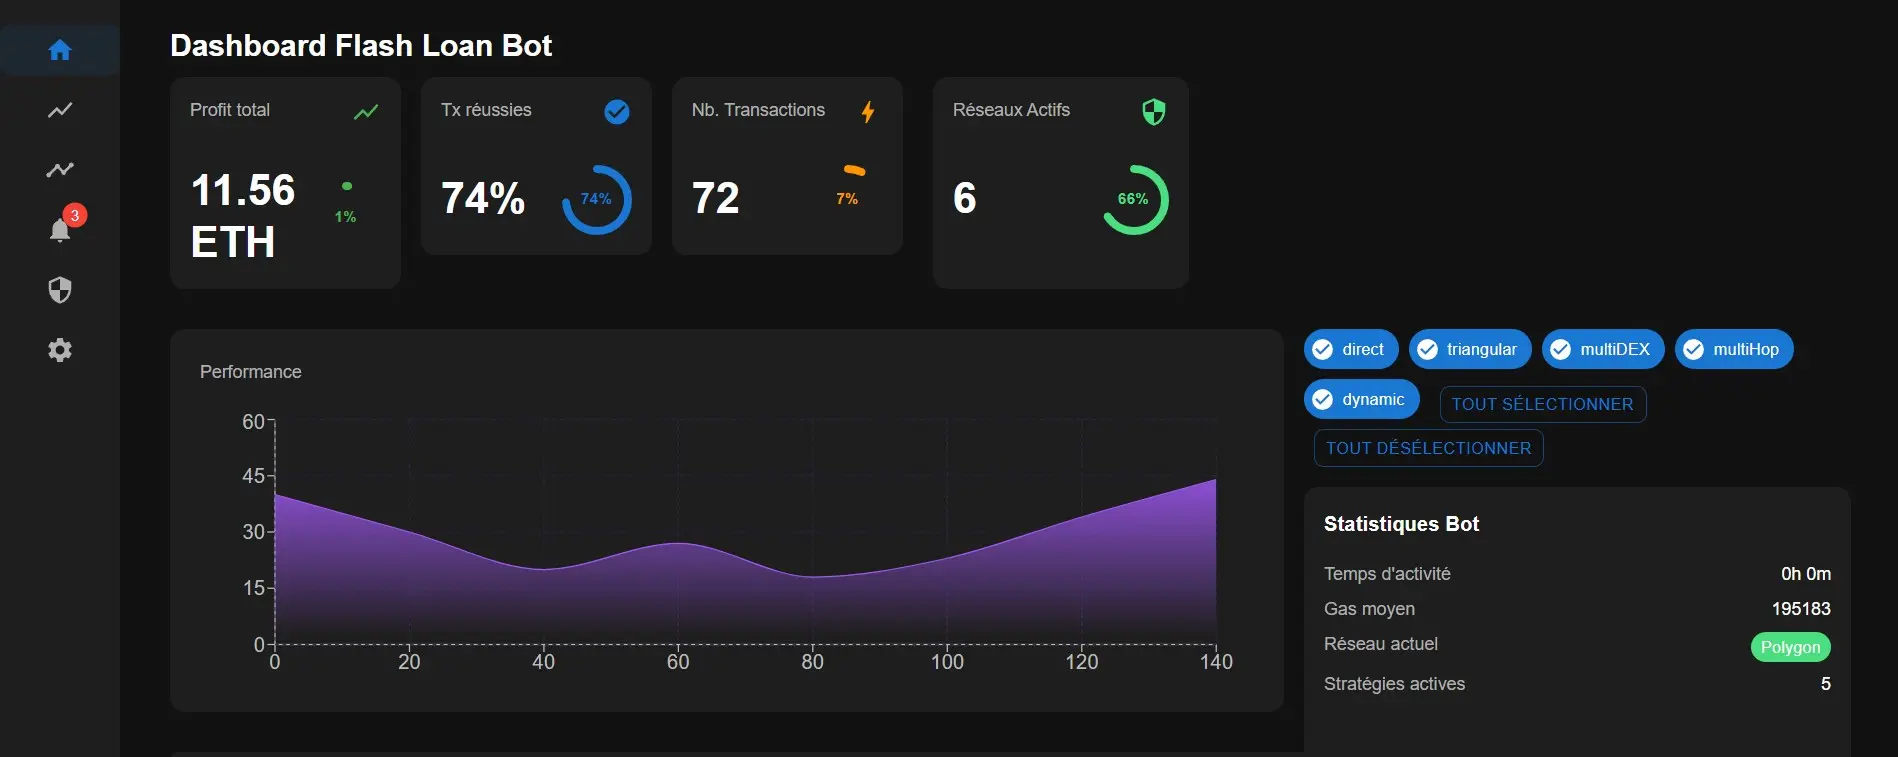 Dashboard Flash Loan Bot
Profit total
11.56
ETH
1%
Tx réussies
74%
74%
Nb. Transactions
72
7%
Réseaux Actifs
6
66%
3
Performance
60
45
30
15
0
0 20 40 60 80 100 120 140
direct triangular multiDEX multiHop
dynamic TOUT SÉLECTIONNER
TOUT DÉSÉLECTIONNER
Statistiques Bot
Temps d'activité 0h 0m
Gas moyen 195183
Réseau actuel Polygon
Stratégies actives 5